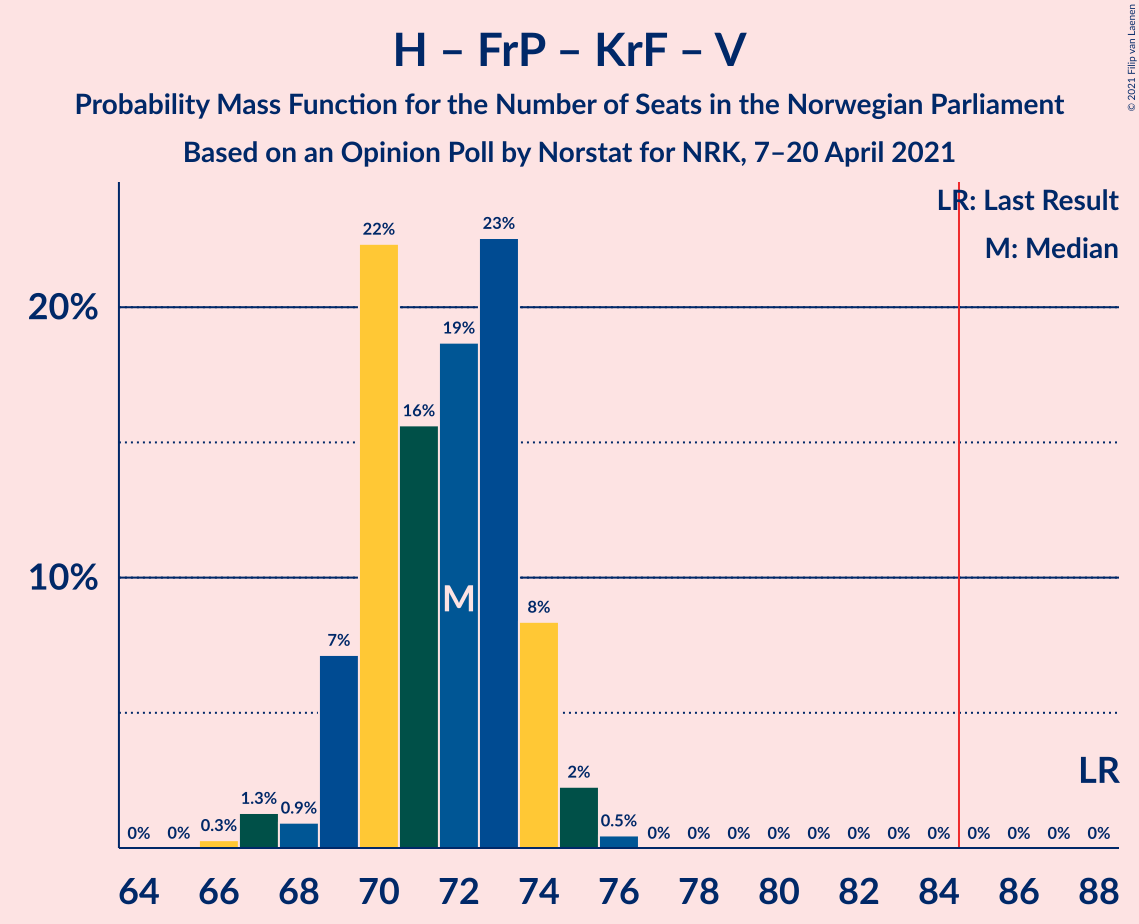 H – FrP – KrF – V
Probability Mass Function for the Number of Seats in the Norwegian Parliament
Based on an Opinion Poll by Norstat for NRK, 7–20 April 2021
© 2021 Filip van Laenen
LR: Last Result
M: Median
20%
10%
0% 0% 0.3% 1.3% 0.9% 7% 22% 16% 19% 23% 8% 2% 0.5% 0% 0% 0% 0% 0% 0% 0% 0% 0% 0% 0% 0%
M
LR
64 66 68 70 72 74 76 78 80 82 84 86 88